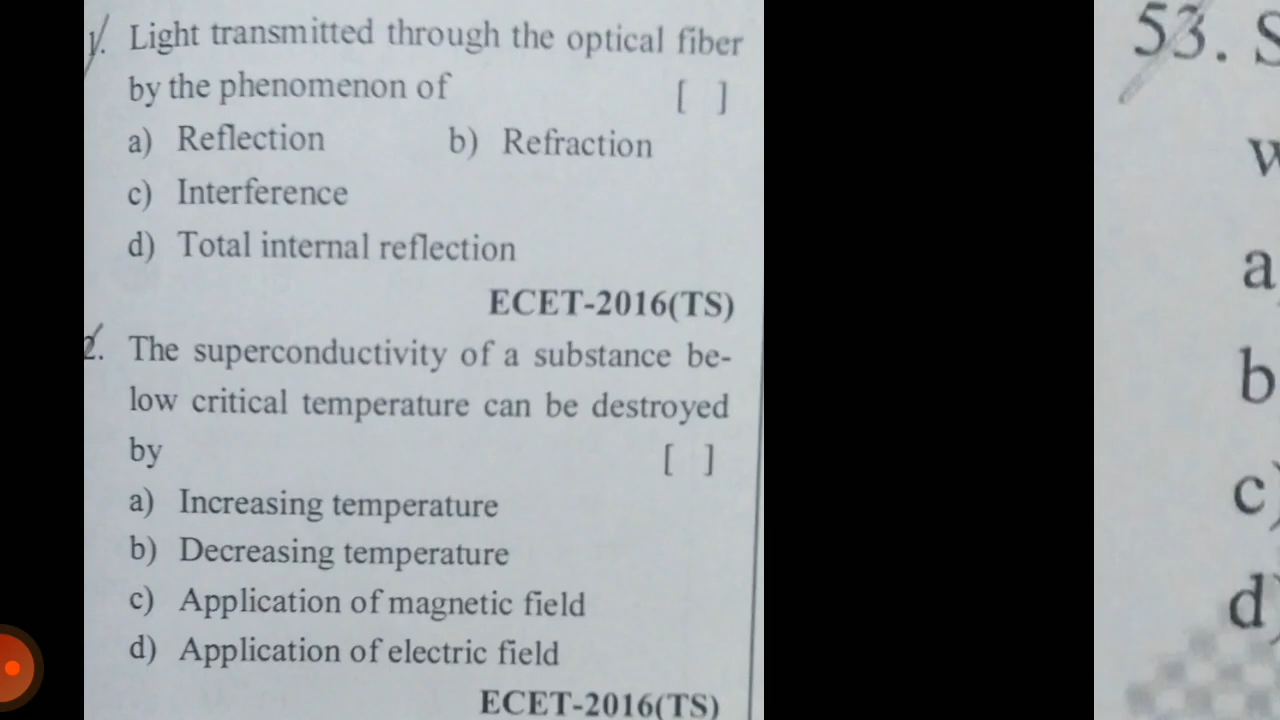 1. Light transmitted through the optical fiber
by the phenomenon of [ ]
a) Reflection b) Refraction
c) Interference
d) Total internal reflection
ECET-2016(TS)
2. The superconductivity of a substance be-
low critical temperature can be destroyed
by [ ]
a) Increasing temperature
b) Decreasing temperature
c) Application of magnetic field
d) Application of electric field
ECET-2016(TS)
53. S
w
a
b
c)
d)